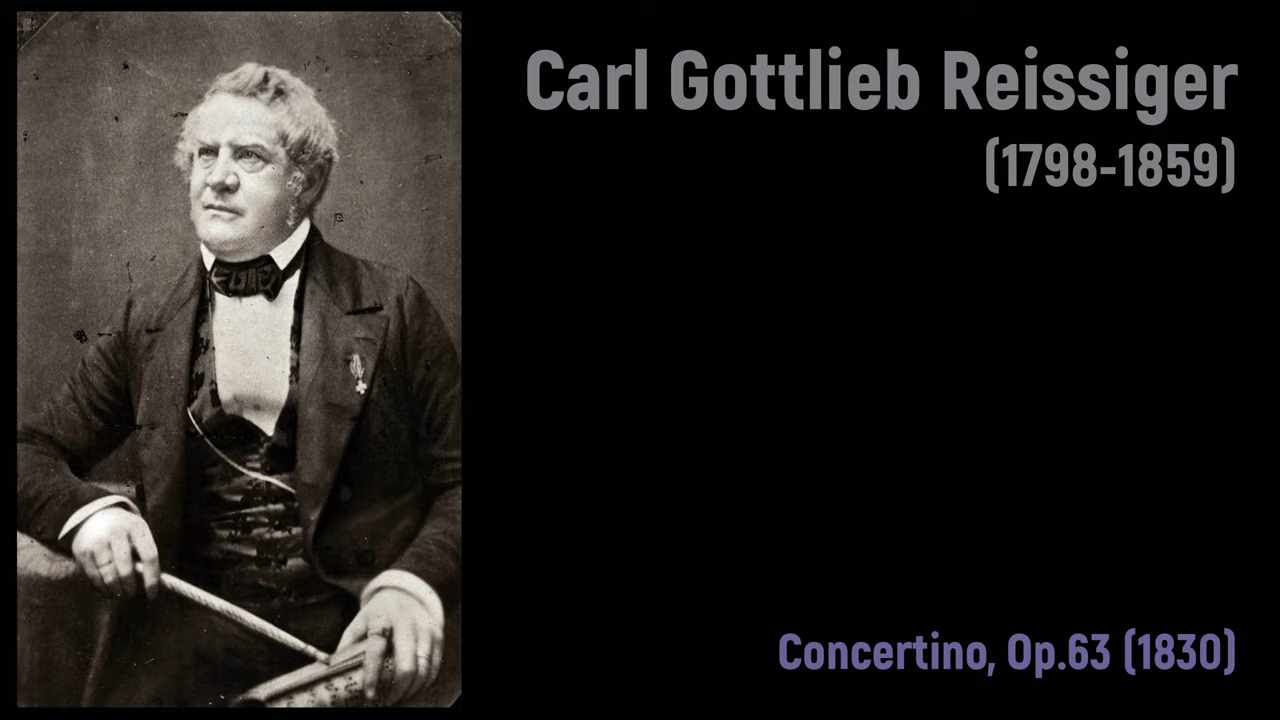 Carl Gottlieb Reissiger
(1798-1859)
Concertino, Op.63 (1830)